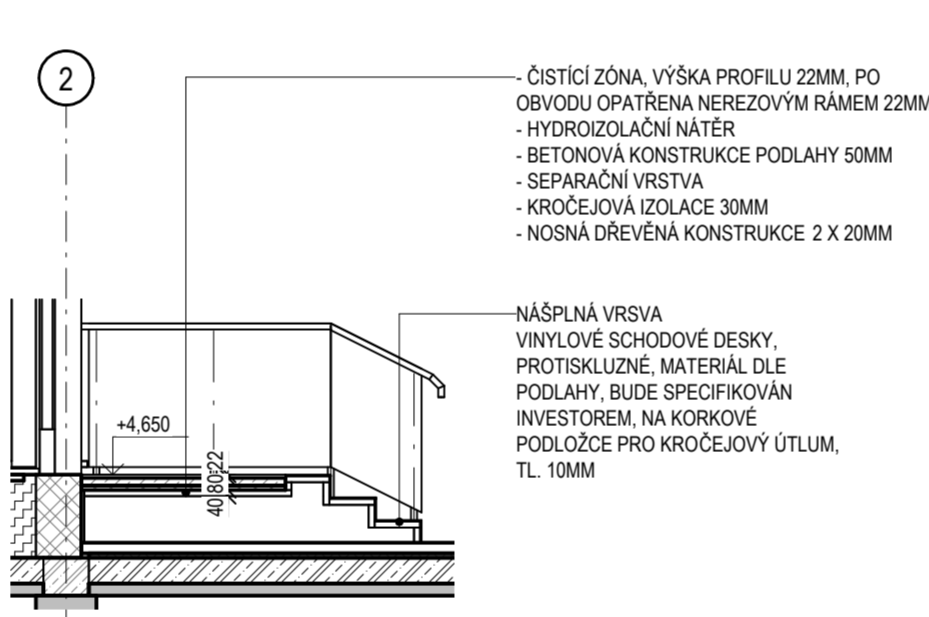 2
- ČISTÍCÍ ZÓNA, VÝŠKA PROFILU 22MM, PO
OBVODU OPATŘENA NEREZOVÝM RÁMEM 22MM
- HYDROIZOLAČNÍ NÁTĚR
- BETONOVÁ KONSTRUKCE PODLAHY 50MM
- SEPARAČNÍ VRSTVA
- KROČEJOVÁ IZOLACE 30MM
- NOSNÁ DŘEVĚNÁ KONSTRUKCE 2 X 20MM
NÁŠPLNÁ VRSVA
VINYLOVÉ SCHODOVÉ DESKY,
PROTISKLUZNÉ, MATERIÁL DLE
PODLAHY, BUDE SPECIFIKOVÁN
INVESTOREM, NA KORKOVÉ
PODLOŽCE PRO KROČEJOVÝ ÚTLUM,
TL. 10MM
+4,650
40 80 22